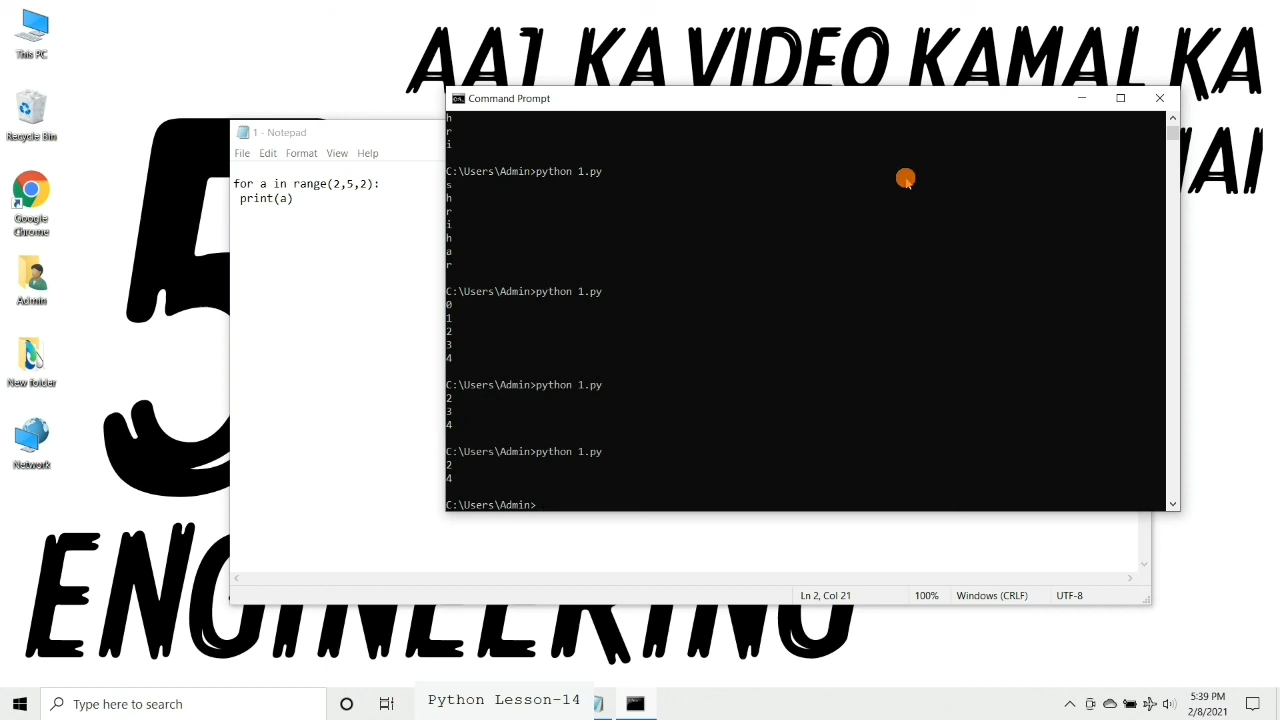 AAJ KA VIDEO KAMAL KA
HAI
5
ENGINEERING
This PC
Recycle Bin
Google
Chrome
Admin
New folder
Network
1 - Notepad
File Edit Format View Help
for a in range(2,5,2):
print(a)
Ln 2, Col 21 100% Windows (CRLF) UTF-8
Command Prompt
h
r
i
C:\Users\Admin>python 1.py
s
h
r
i
h
a
r
C:\Users\Admin>python 1.py
0
1
2
3
4
C:\Users\Admin>python 1.py
2
3
4
C:\Users\Admin>python 1.py
2
4
C:\Users\Admin>
Type here to search
Python Lesson-14
5:39 PM
2/8/2021